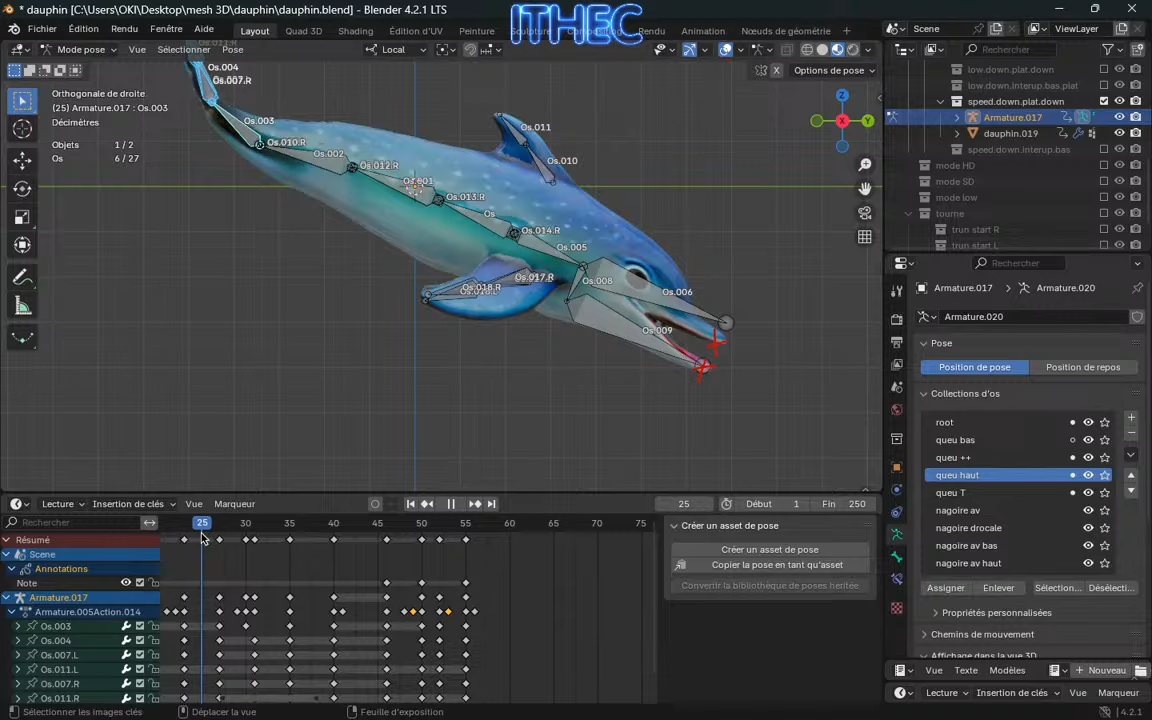 * dauphin [C:\Users\OKI\Desktop\mesh 3D\dauphin\dauphin.blend] - Blender 4.2.1 LTS
ITHEC
Fichier Édition Rendu Fenêtre Aide Layout Quad 3D Shading Édition d'UV Peinture Rendu Animation Nœuds de géométrie
Scene ViewLayer
Mode pose Vue Sélectionner Pose Local
Rechercher
Options de pose
Orthogonale de droite
(25) Armature.017 : Os.003
Décimètres
Objets 1 / 2
Os 6 / 27
Os.004
Os.007.R
Os.003
Os.010.R
Os.002
Os.012.R
Os.001
Os.013.R
Os
Os.014.R
Os.005
Os.011
Os.010
Os.017.R
Os.018.R
Os.008
Os.006
Os.009
Z
Y
X
X
low.down.plat.down
low.down.interup.bas.plat
speed.down.plat.down
Armature.017
dauphin.019
speed.down.interup.bas
mode HD
mode SD
mode low
tourne
trun start R
trun start L
Rechercher
Armature.017 > Armature.020
Armature.020
Pose
Position de pose Position de repos
Collections d'os
root
queu bas
queu ++
queu haut
queu T
nagoire av
nagoire drocale
nagoire av bas
nagoire av haut
Assigner Enlever Sélection... Désélecti...
Propriétés personnalisées
Chemins de mouvement
Affichage dans la vue 3D
Vue Texte Modèles + Nouveau
Lecture Insertion de clés Vue Marqueur
Lecture Insertion de clés Vue Marqueur 25 Début 1 Fin 250
Rechercher
25 30 35 40 45 50 55 60 65 70 75
Résumé
Scene
Annotations
Note
Armature.017
Armature.005Action.014
Os.003
Os.004
Os.007.L
Os.011.L
Os.007.R
Os.011.R
Créer un asset de pose
Créer un asset de pose
Copier la pose en tant qu'asset
Convertir la bibliothèque de poses héritée
Sélectionner les images clés Déplacer la vue Feuille d'exposition 4.2.1